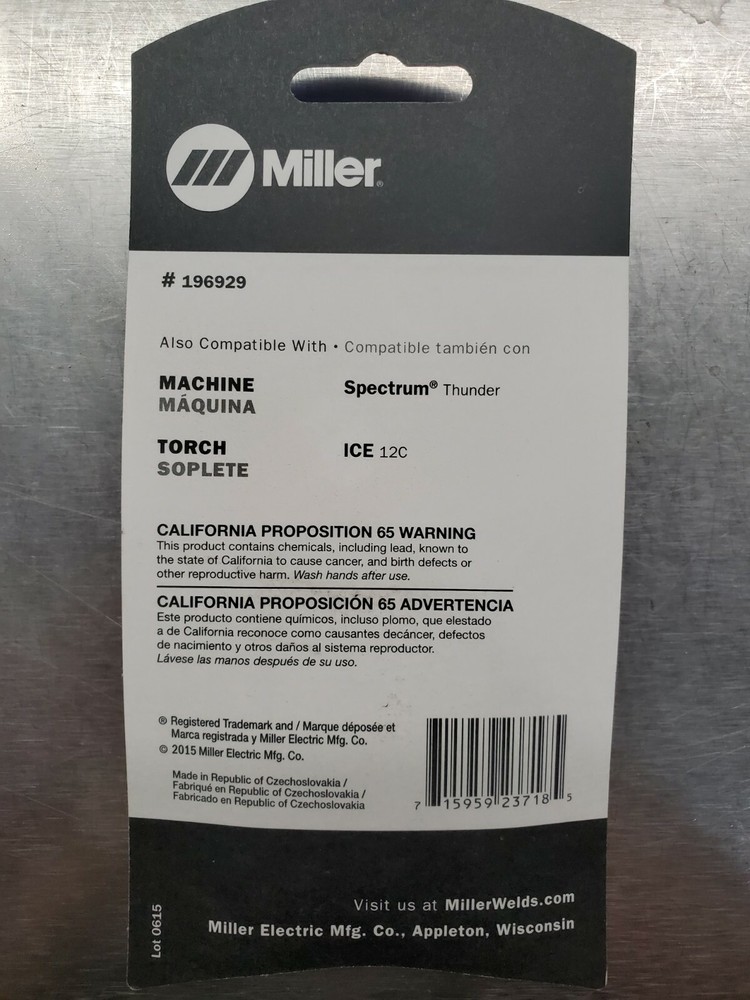 Miller®
# 196929
Also Compatible With • Compatible también con
MACHINE Spectrum® Thunder
MÁQUINA
TORCH ICE 12C
SOPLETE
CALIFORNIA PROPOSITION 65 WARNING
This product contains chemicals, including lead, known to
the state of California to cause cancer, and birth defects or
other reproductive harm. Wash hands after use.
CALIFORNIA PROPOSICIÓN 65 ADVERTENCIA
Este producto contiene químicos, incluso plomo, que elestado
a de California reconoce como causantes decáncer, defectos
de nacimiento y otros daños al sistema reproductor.
Lávese las manos después de su uso.
® Registered Trademark and / Marque déposée et
Marca registrada y Miller Electric Mfg. Co.
© 2015 Miller Electric Mfg. Co.
Made in Republic of Czechoslovakia /
Fabriqué en Republic of Czechoslovakia /
Fabricado en Republic of Czechoslovakia
7 15959 23718 5
Visit us at MillerWelds.com
Miller Electric Mfg. Co., Appleton, Wisconsin
Lot 0615